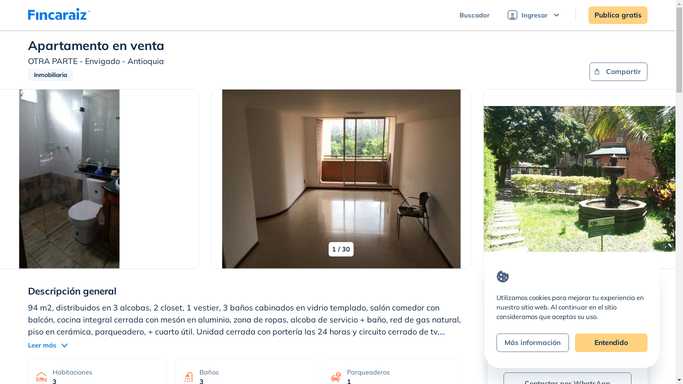 Fincaraiz
Buscador
Ingresar
Publica gratis
Apartamento en venta
OTRA PARTE - Envigado - Antioquia
Inmobiliaria
Compartir
1 / 30
Descripción general
94 m2, distribuidos en 3 alcobas, 2 closet, 1 vestier, 3 baños cabinados en vidrio templado, salón comedor con
balcón, cocina integral cerrada con mesón en aluminio, zona de ropas, alcoba de servicio + baño, red de gas natural,
piso en cerámica, parqueadero, + cuarto útil. Unidad cerrada con portería las 24 horas y circuito cerrado de tv....
Leer más
Habitaciones
3
Baños
3
Parqueaderos
1
Utilizamos cookies para mejorar tu experiencia en
nuestro sitio web. Al continuar en el sitio
consideramos que aceptas su uso.
Más información
Entendido
Contactar por WhatsApp